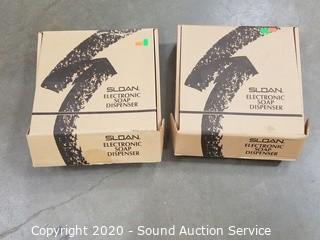 SLOAN.
ELECTRONIC
SOAP
DISPENSER
SLOAN.
ELECTRONIC
SOAP
DISPENSER
SLOAN.
ELECTRONIC
SOAP
DISPENSER
SLOAN.
ELECTRONIC
SOAP
DISPENSER
Copyright 2020 - Sound Auction Service